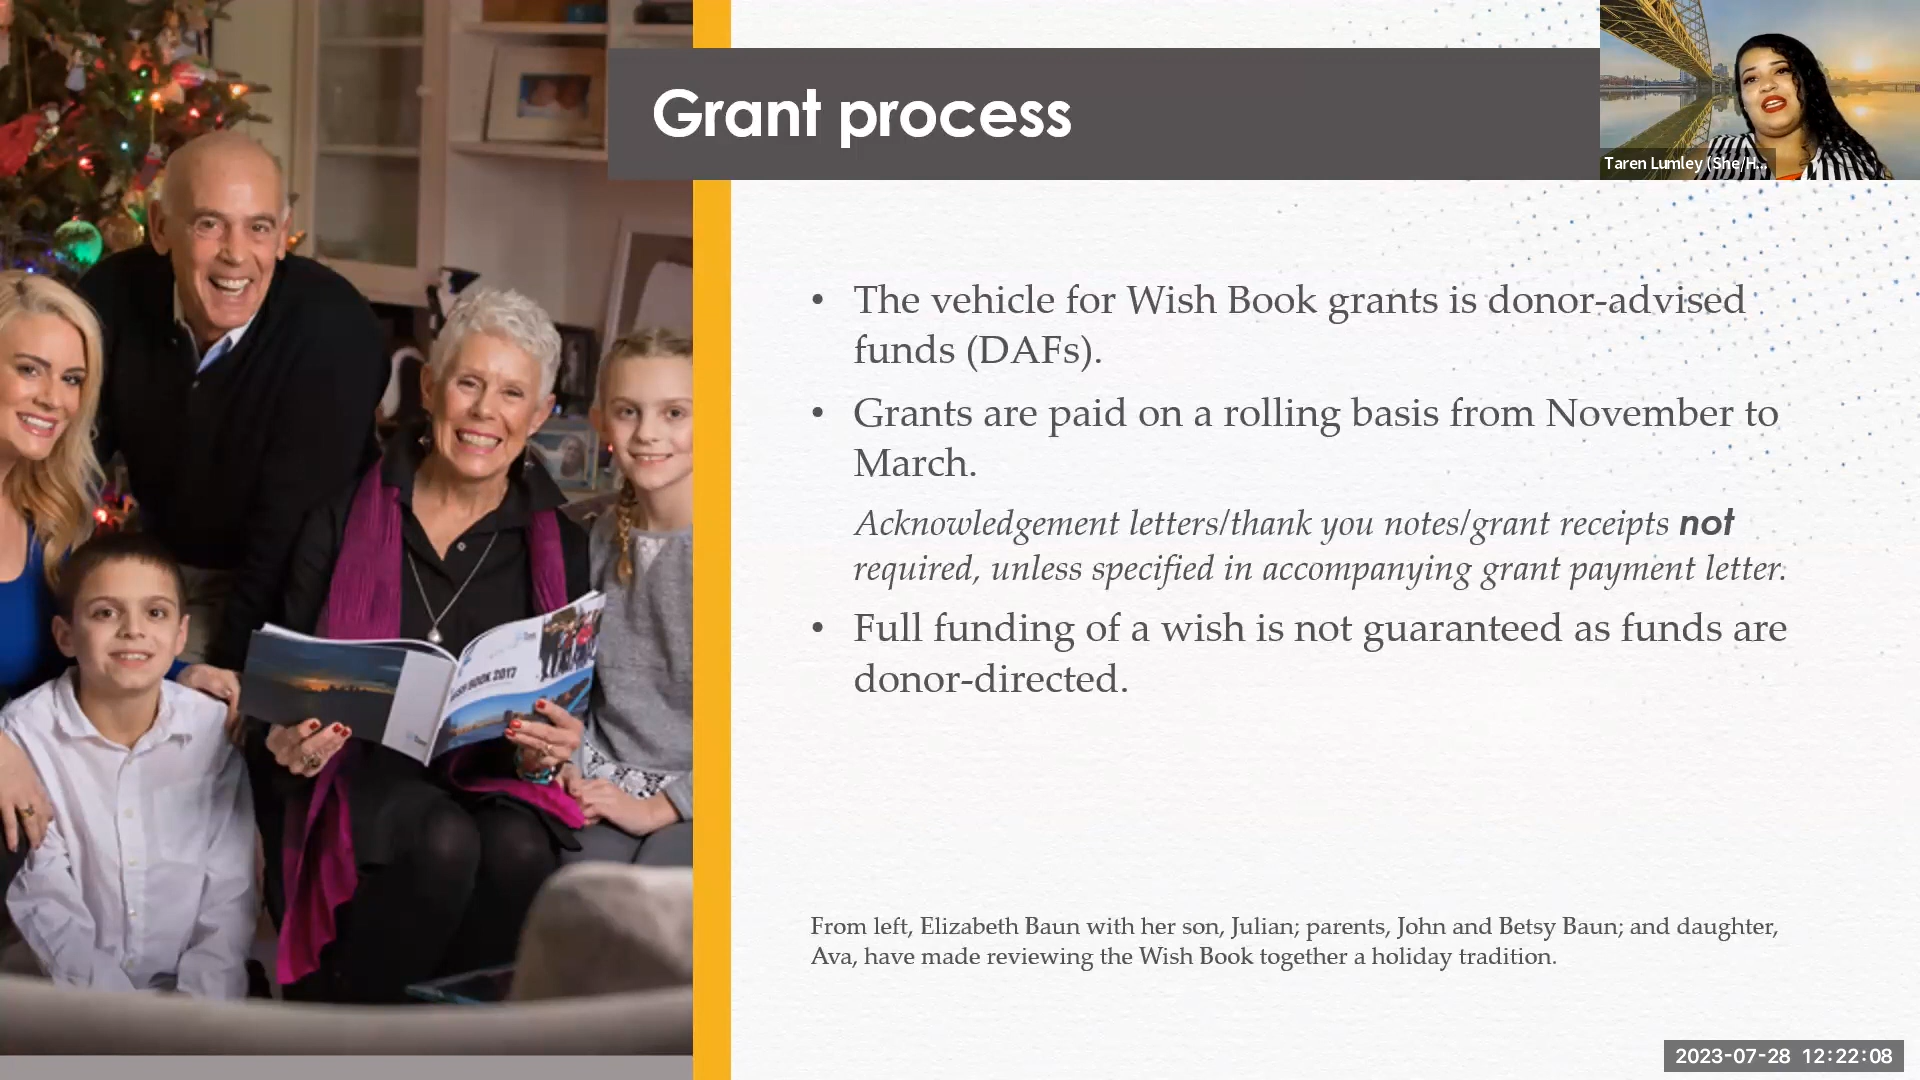 Grant process
Taren Lumley (She/H...
• The vehicle for Wish Book grants is donor-advised
funds (DAFs).
• Grants are paid on a rolling basis from November to
March.
Acknowledgement letters/thank you notes/grant receipts not
required, unless specified in accompanying grant payment letter.
• Full funding of a wish is not guaranteed as funds are
donor-directed.
WISH BOOK 2017
From left, Elizabeth Baun with her son, Julian; parents, John and Betsy Baun; and daughter,
Ava, have made reviewing the Wish Book together a holiday tradition.
2023-07-28 12:22:08